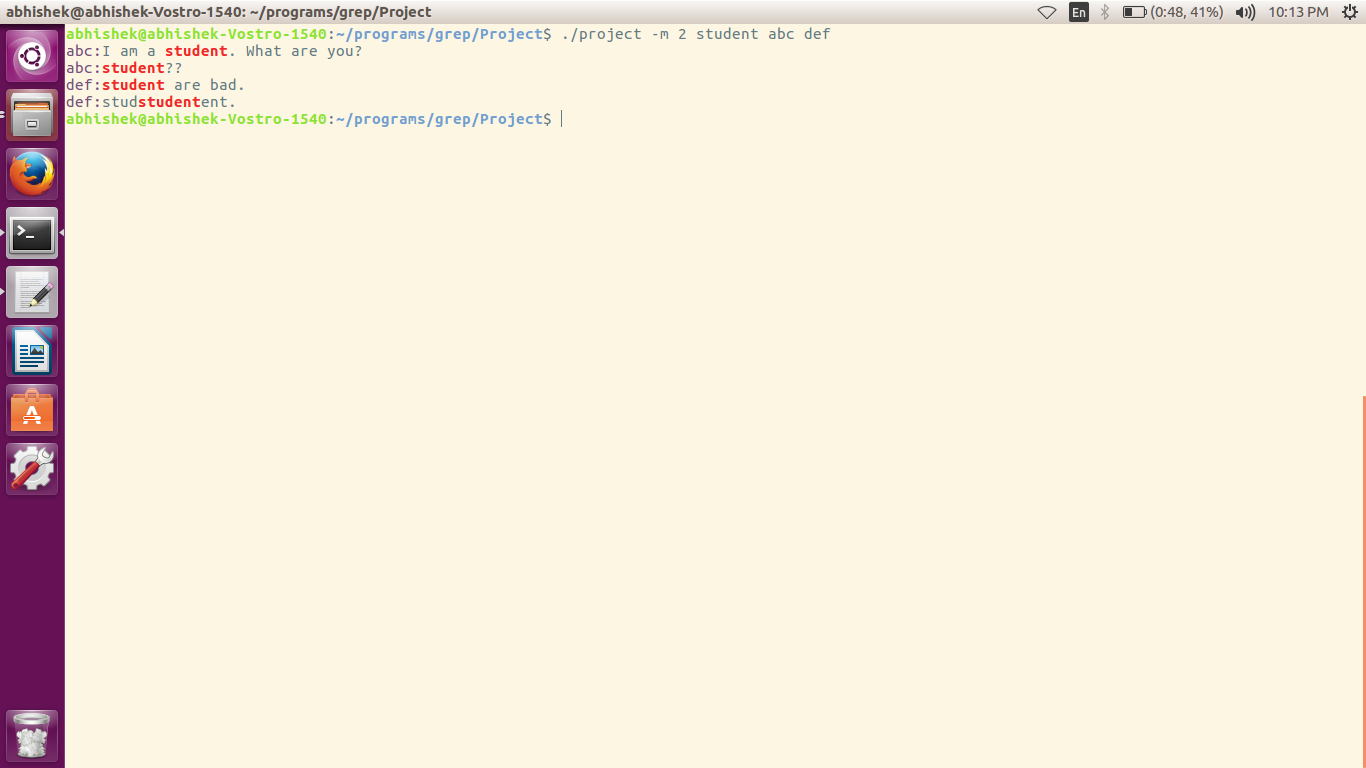 abhishek@abhishek-Vostro-1540: ~/programs/grep/Project En (0:48, 41%) 10:13 PM
abhishek@abhishek-Vostro-1540:~/programs/grep/Project$ ./project -m 2 student abc def
abc:I am a student. What are you?
abc:student??
def:student are bad.
def:studstudentent.
abhishek@abhishek-Vostro-1540:~/programs/grep/Project$